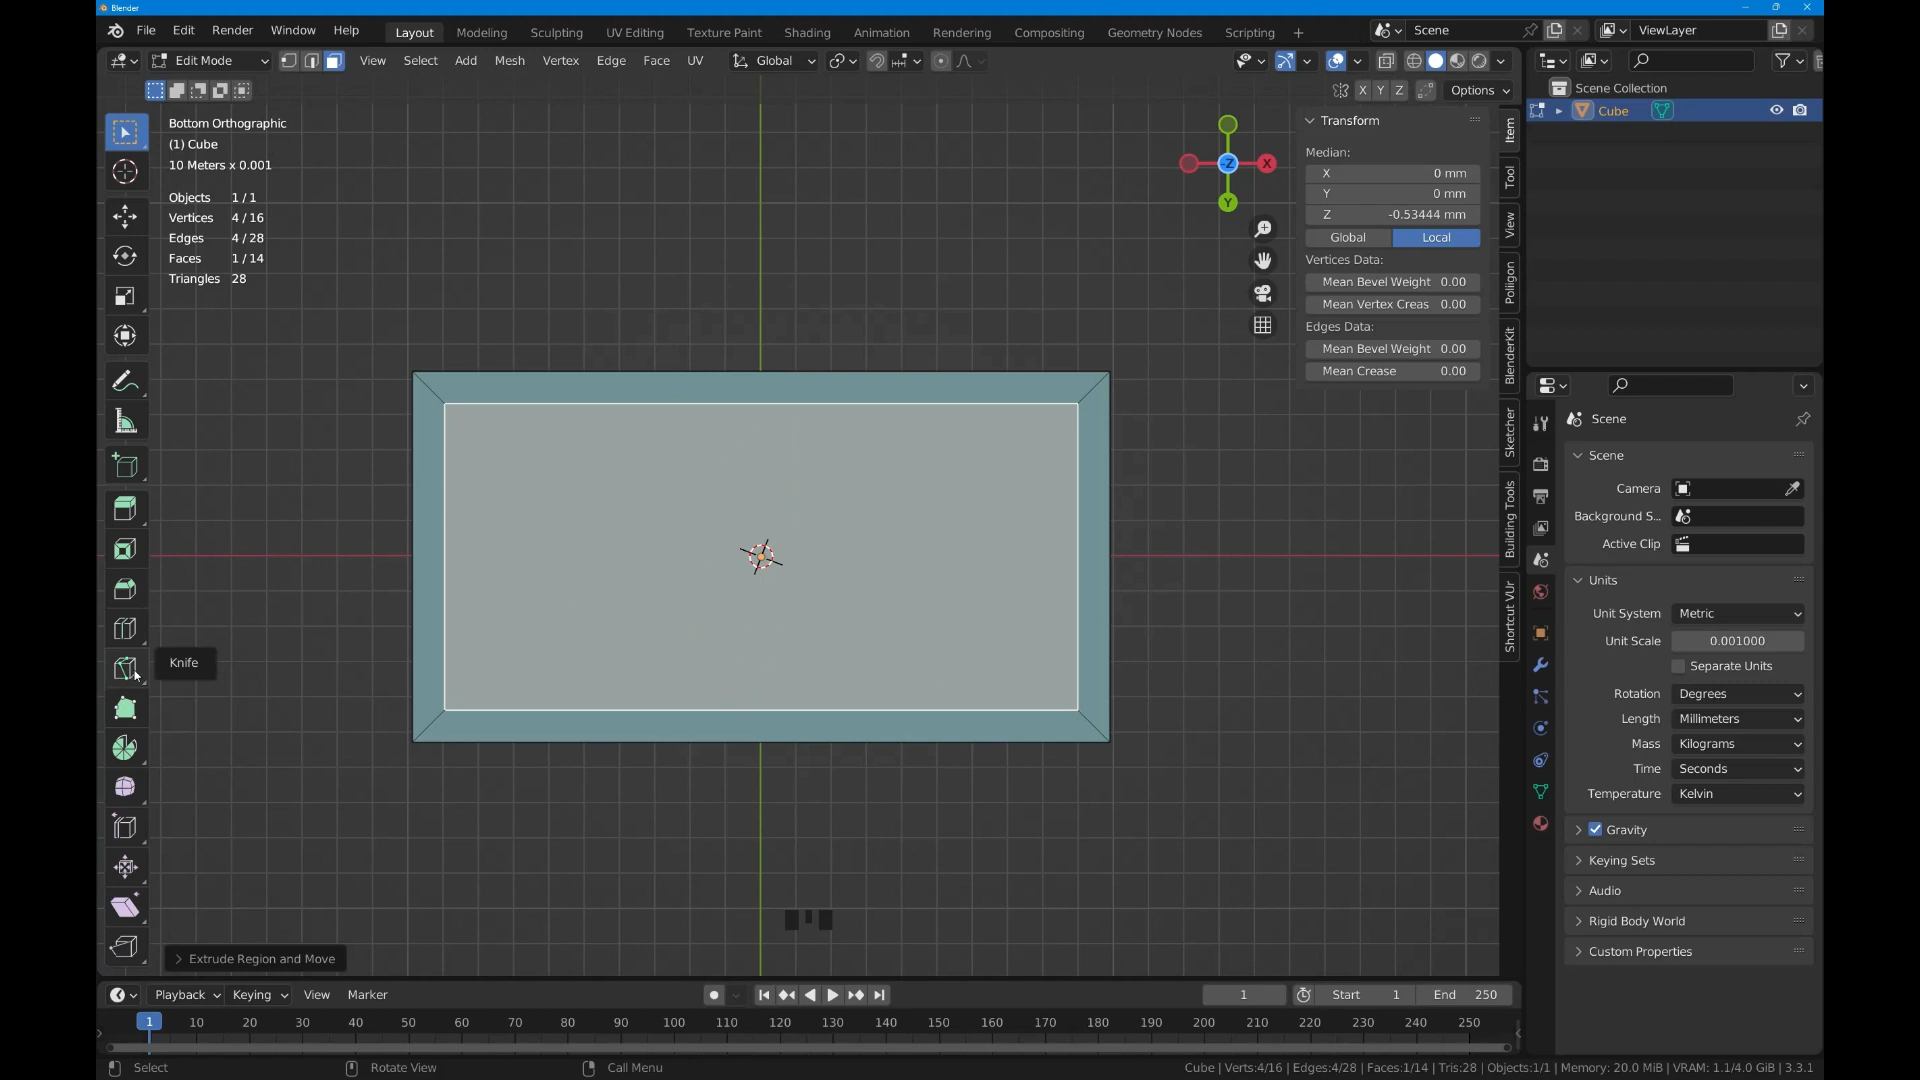 Blender
File Edit Render Window Help
Layout Modeling Sculpting UV Editing Texture Paint Shading Animation Rendering Compositing Geometry Nodes Scripting +
Scene
ViewLayer
Edit Mode View Select Add Mesh Vertex Edge Face UV Global
X Y Z Options
Bottom Orthographic
(1) Cube
10 Meters x 0.001
Objects 1 / 1
Vertices 4 / 16
Edges 4 / 28
Faces 1 / 14
Triangles 28
-Z X
Y
Transform
Median:
X 0 mm
Y 0 mm
Z -0.53444 mm
Global Local
Vertices Data:
Mean Bevel Weight 0.00
Mean Vertex Creas 0.00
Edges Data:
Mean Bevel Weight 0.00
Mean Crease 0.00
Item
Tool
View
Poliigon
BlenderKit
Sketcher
Building Tools
Shortcut VUr
Scene Collection
Cube
Scene
Scene
Camera
Background S...
Active Clip
Units
Unit System Metric
Unit Scale 0.001000
Separate Units
Rotation Degrees
Length Millimeters
Mass Kilograms
Time Seconds
Temperature Kelvin
Gravity
Keying Sets
Audio
Rigid Body World
Custom Properties
Knife
Extrude Region and Move
Playback Keying View Marker
1 Start 1 End 250
1 10 20 30 40 50 60 70 80 90 100 110 120 130 140 150 160 170 180 190 200 210 220 230 240 250
Select Rotate View Call Menu
Cube | Verts:4/16 | Edges:4/28 | Faces:1/14 | Tris:28 | Objects:1/1 | Memory: 20.0 MiB | VRAM: 1.1/4.0 GiB | 3.3.1